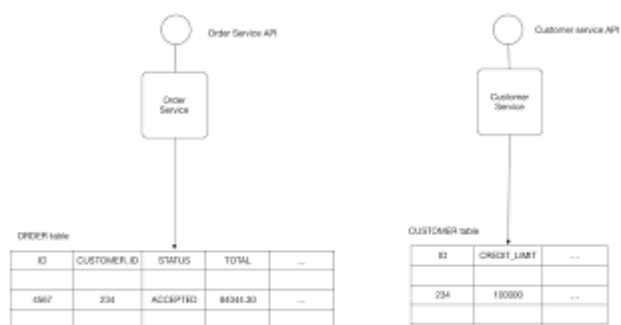 Order Service API
Customer service API
Order
Service
Customer
Service
ORDER table
CUSTOMER table
ID CUSTOMER_ID STATUS TOTAL ...
ID CREDIT_LIMIT ...
4567 234 ACCEPTED 84044.30 ...
234 100000 ...